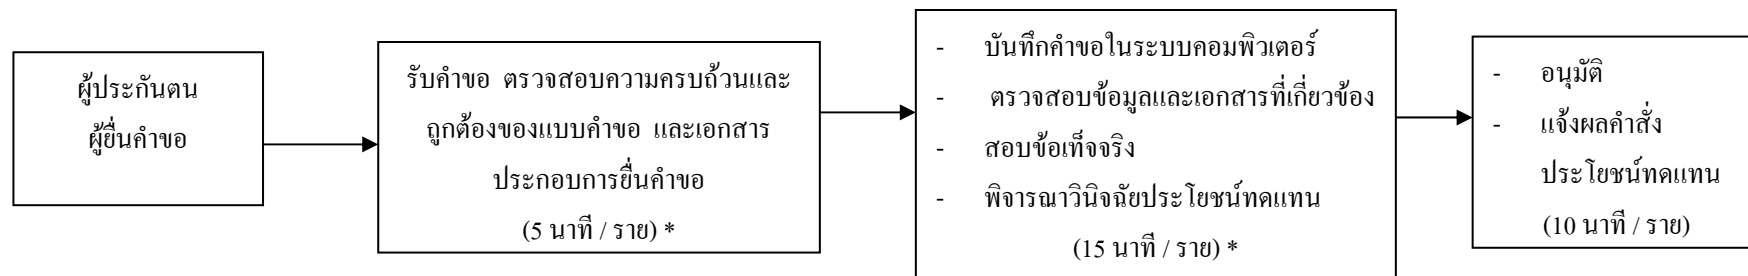 ผู้ประกันตน
ผู้ยื่นคำขอ
รับคำขอ ตรวจสอบความครบถ้วนและ
ถูกต้องของแบบคำขอ และเอกสาร
ประกอบการยื่นคำขอ
(5 นาที / ราย) *
- บันทึกคำขอในระบบคอมพิวเตอร์
- ตรวจสอบข้อมูลและเอกสารที่เกี่ยวข้อง
- สอบข้อเท็จจริง
- พิจารณาวินิจฉัยประโยชน์ทดแทน
(15 นาที / ราย) *
- อนุมัติ
- แจ้งผลคำสั่ง
ประโยชน์ทดแทน
(10 นาที / ราย)